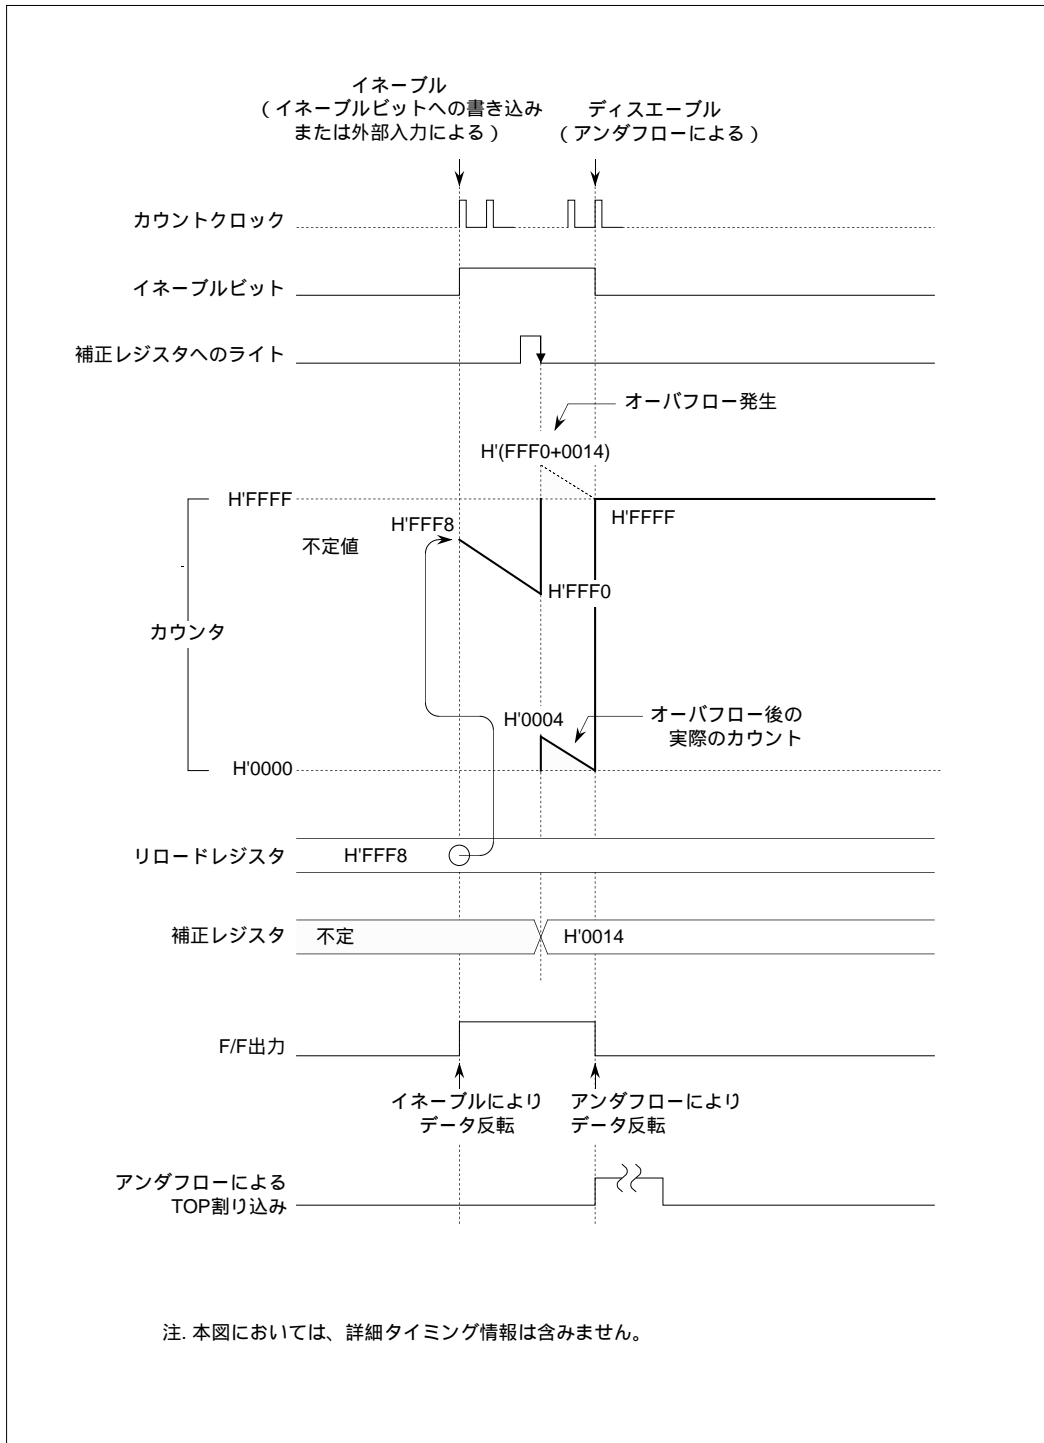 イネーブル
（イネーブルビットへの書き込み
または外部入力による）
ディスエーブル
（アンダフローによる）
カウントクロック
イネーブルビット
補正レジスタへのライト
オーバフロー発生
H'(FFF0+0014)
H'FFFF
H'FFFF
H'FFF8
不定値
H'FFF0
カウンタ
H'0004
オーバフロー後の
実際のカウント
H'0000
リロードレジスタ
H'FFF8
補正レジスタ
不定
H'0014
F/F出力
イネーブルにより
データ反転
アンダフローにより
データ反転
アンダフローによる
TOP割り込み
注. 本図においては、詳細タイミング情報は含みません。